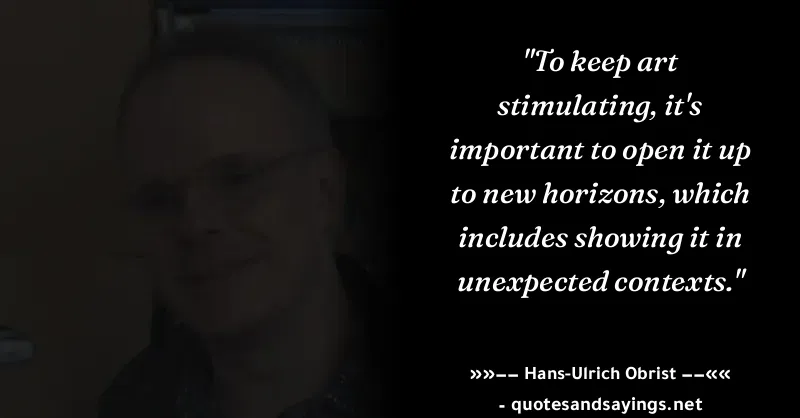 "To keep art
stimulating, it's
important to open it up
to new horizons, which
includes showing it in
unexpected contexts."
»»–– Hans-Ulrich Obrist ––««
- quotesandsayings.net